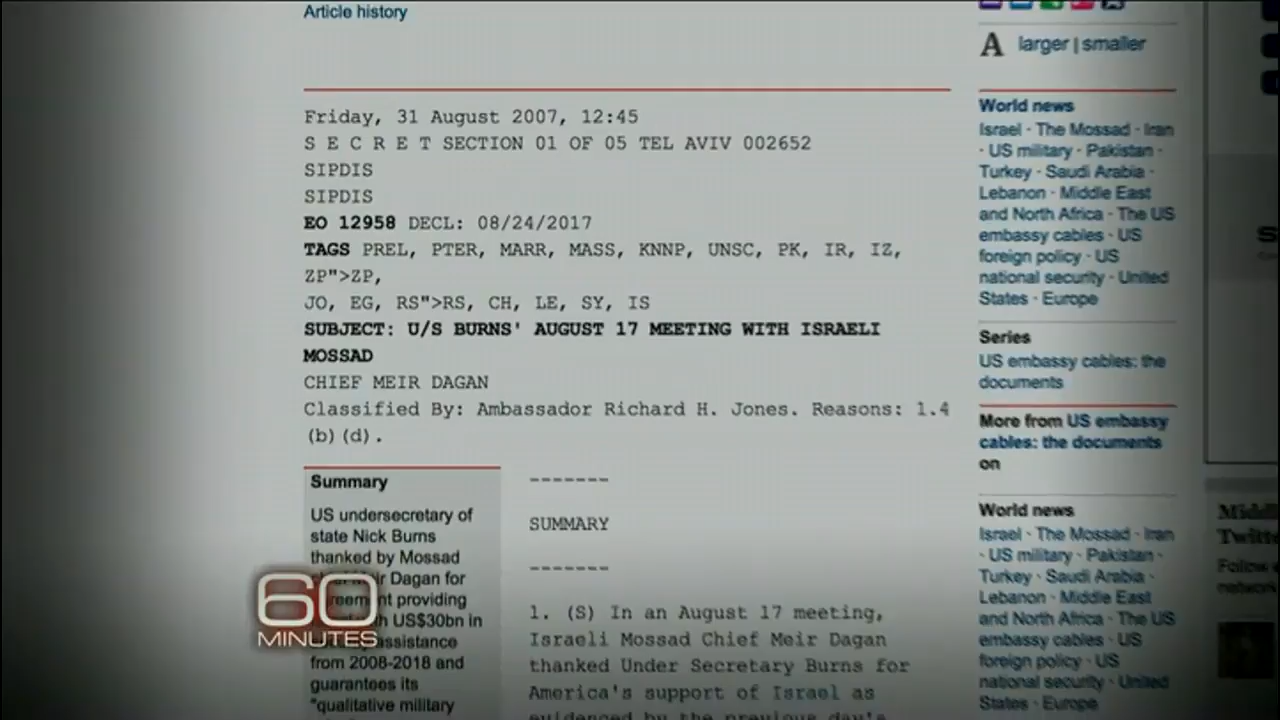 Article history
Friday, 31 August 2007, 12:45
S E C R E T SECTION 01 OF 05 TEL AVIV 002652
SIPDIS
SIPDIS
EO 12958 DECL: 08/24/2017
TAGS PREL, PTER, MARR, MASS, KNNP, UNSC, PK, IR, IZ,
ZP">ZP,
JO, EG, RS">RS, CH, LE, SY, IS
SUBJECT: U/S BURNS' AUGUST 17 MEETING WITH ISRAELI
MOSSAD
CHIEF MEIR DAGAN
Classified By: Ambassador Richard H. Jones. Reasons: 1.4
(b)(d).
Summary
US undersecretary of
state Nick Burns
thanked by Mossad
Dagan for
providing
US$30bn in
assistance
from 2008-2018 and
guarantees its
"qualitative military
-------
SUMMARY
-------
1. (S) In an August 17 meeting,
Israeli Mossad Chief Meir Dagan
thanked Under Secretary Burns for
America's support of Israel as
evidenced by the previous day's
A larger | smaller
World news
Israel · The Mossad · Iran
· US military · Pakistan ·
Turkey · Saudi Arabia ·
Lebanon · Middle East
and North Africa · The US
embassy cables · US
foreign policy · US
national security · United
States · Europe
Series
US embassy cables: the
documents
More from US embassy
cables: the documents
on
World news
Israel · The Mossad · Iran
· US military · Pakistan ·
Turkey · Saudi Arabia ·
Lebanon · Middle East
and North Africa · The US
embassy cables · US
foreign policy · US
national security · United
States · Europe
60
MINUTES